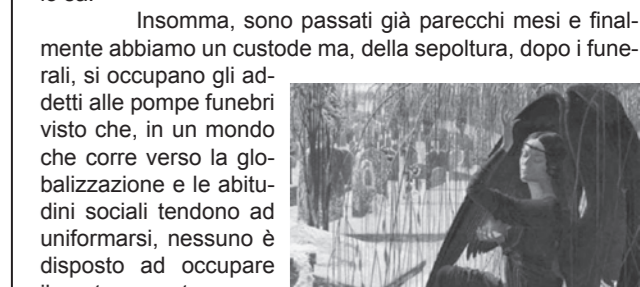 Insomma, sono passati già parecchi mesi e final-
mente abbiamo un custode ma, della sepoltura, dopo i fune-
rali, si occupano gli ad-
detti alle pompe funebri
visto che, in un mondo
che corre verso la glo-
balizzazione e le abitu-
dini sociali tendono ad
uniformarsi, nessuno è
disposto ad occupare